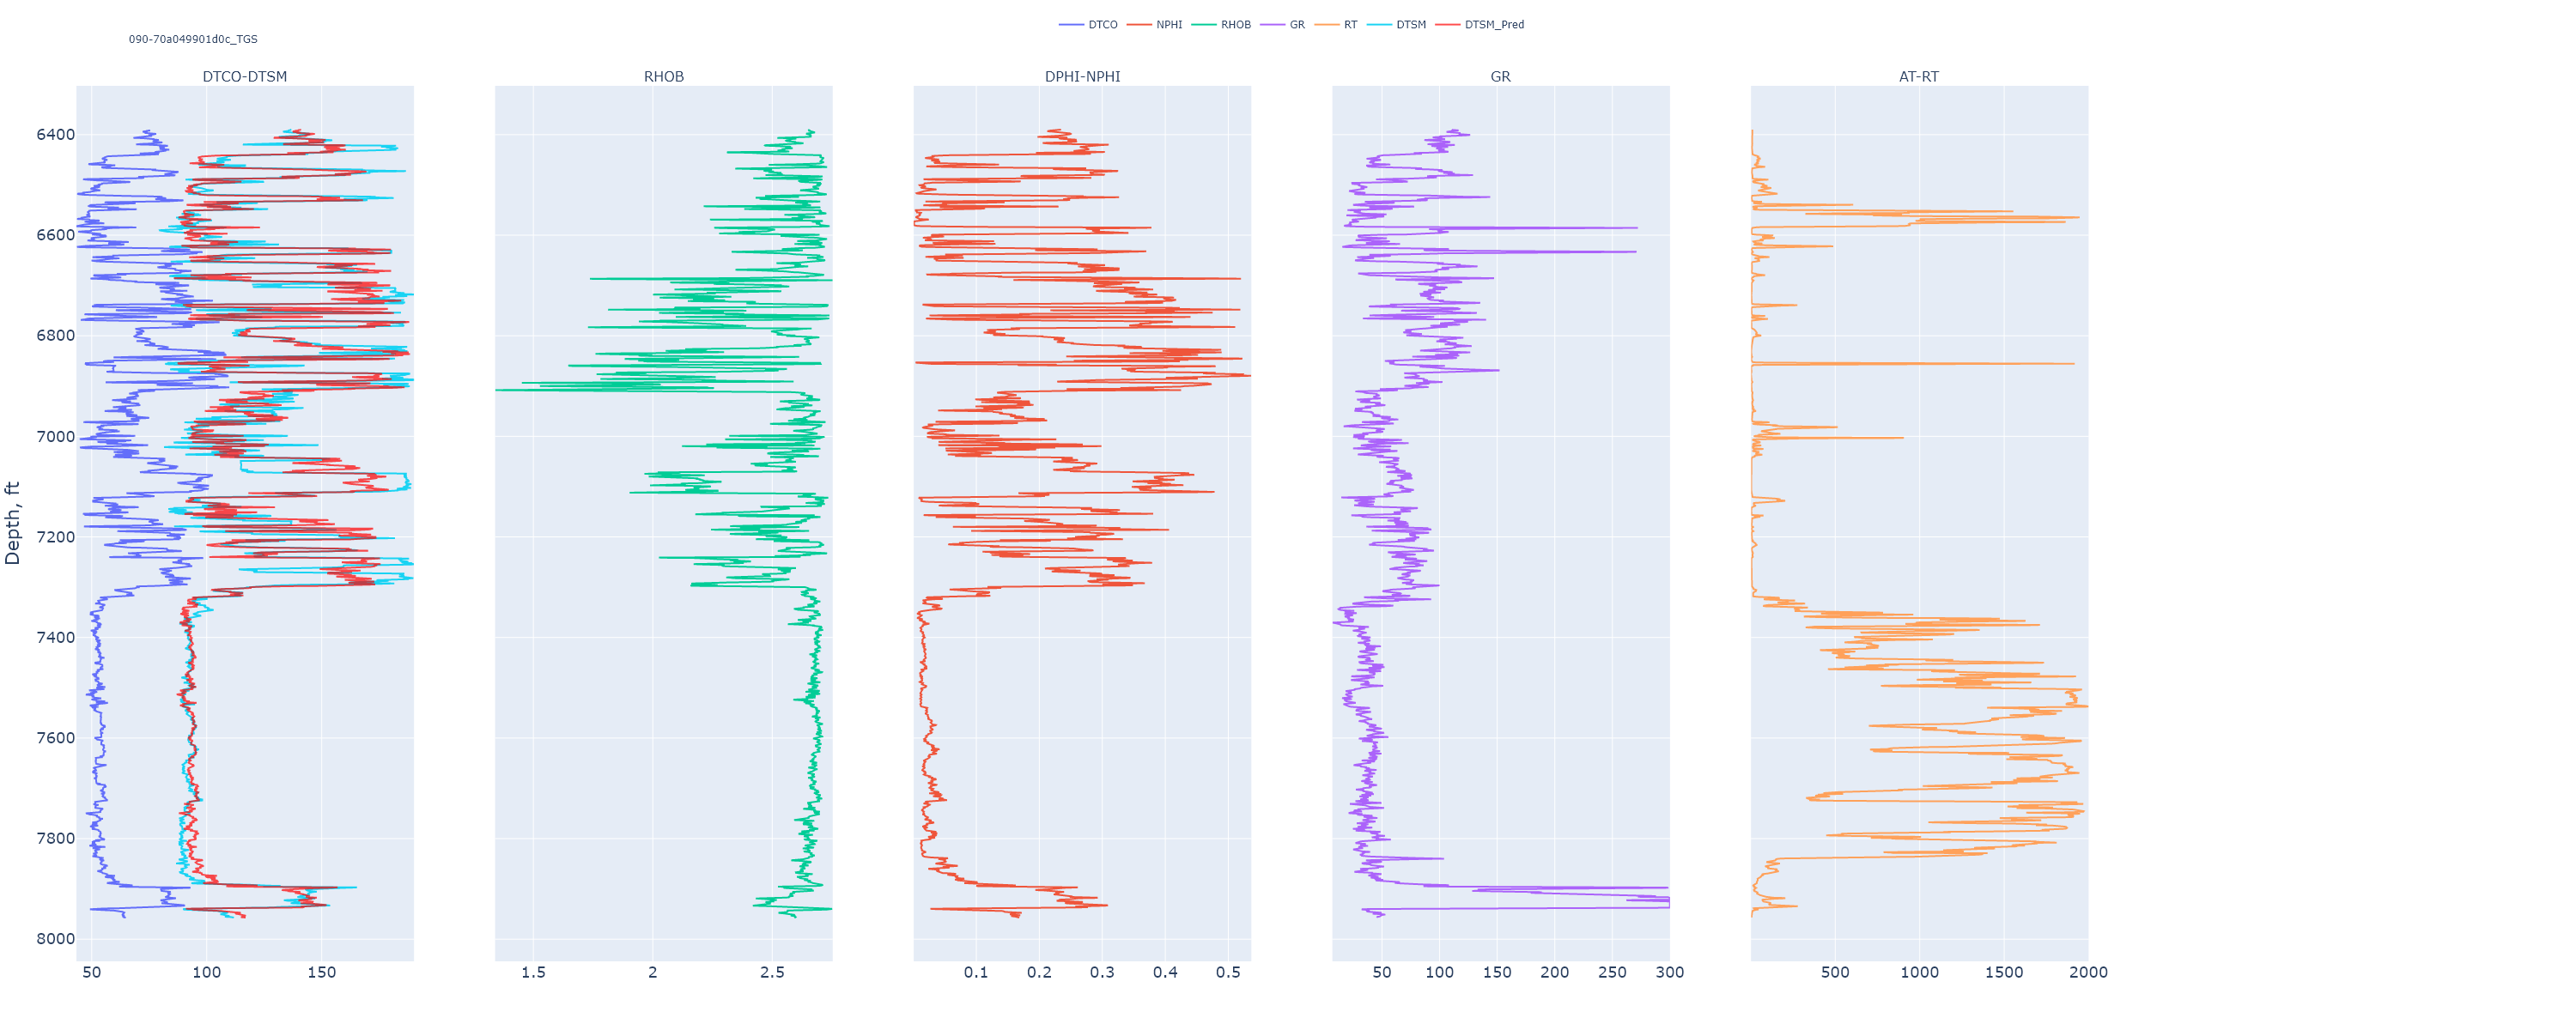 DTCO NPHI RHOB GR RT DTSM DTSM_Pred
090-70a049901d0c_TGS
DTCO-DTSM RHOB DPHI-NPHI GR AT-RT
Depth, ft
6400
6600
6800
7000
7200
7400
7600
7800
8000
50 100 150 1.5 2 2.5 0.1 0.2 0.3 0.4 0.5 50 100 150 200 250 300 500 1000 1500 2000